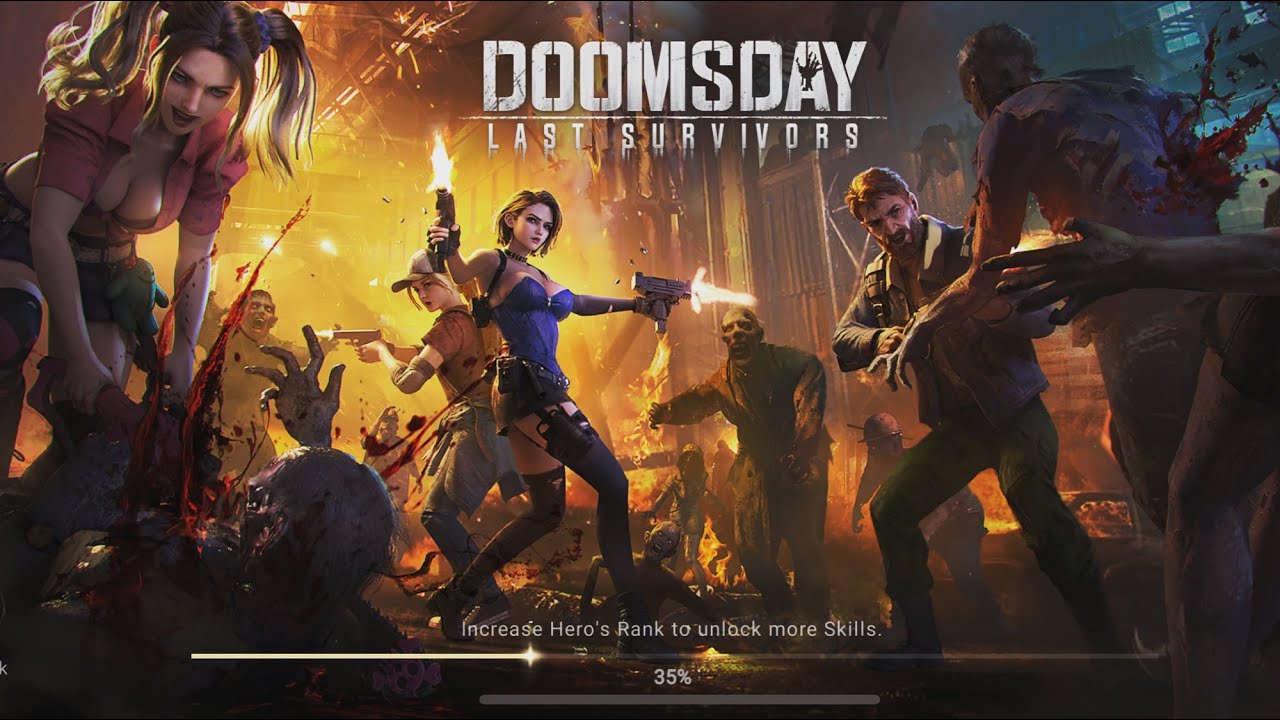 DOOMSDAY
LAST SURVIVORS
Increase Hero's Rank to unlock more Skills.
k
35%